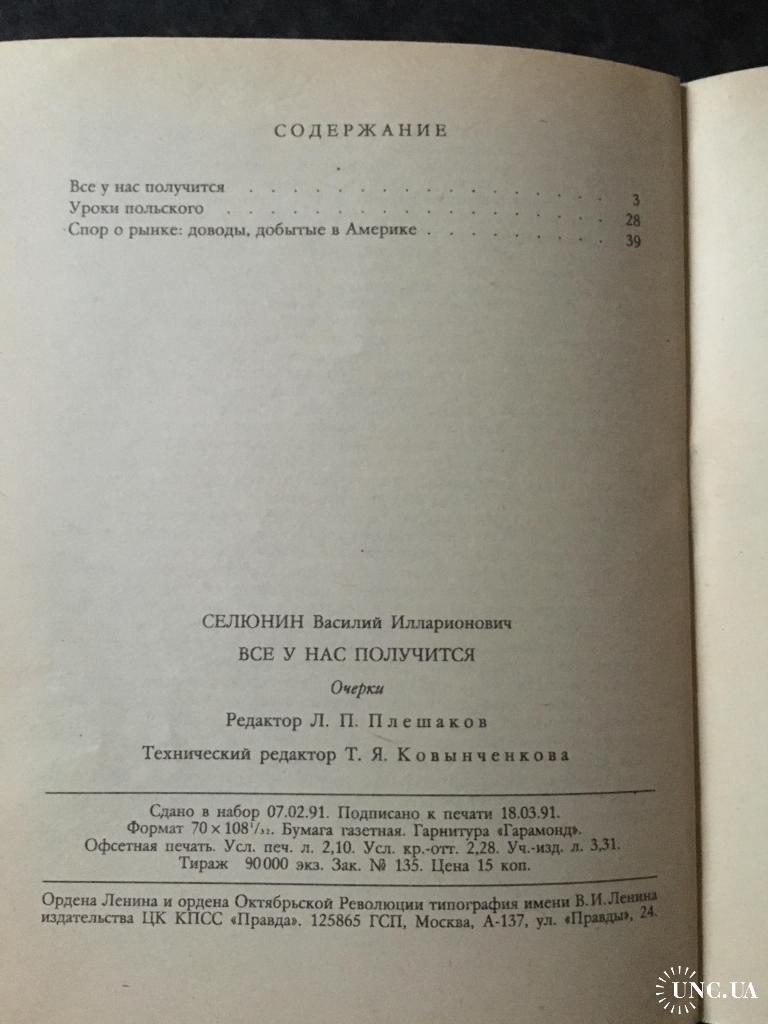 СОДЕРЖАНИЕ
Все у нас получится . . . . . . . . . . . . . . . . 3
Уроки польского . . . . . . . . . . . . . . . . . 28
Спор о рынке: доводы, добытые в Америке . . . . . . . . 39
СЕЛЮНИН Василий Илларионович
ВСЕ У НАС ПОЛУЧИТСЯ
Очерки
Редактор Л. П. Плешаков
Технический редактор Т. Я. Ковынченкова
Сдано в набор 07.02.91. Подписано к печати 18.03.91.
Формат 70×108¹/₃₂. Бумага газетная. Гарнитура «Гарамонд».
Офсетная печать. Усл. печ. л. 2,10. Усл. кр.-отт. 2,28. Уч.-изд. л. 3,31.
Тираж 90 000 экз. Зак. № 135. Цена 15 коп.
Ордена Ленина и ордена Октябрьской Революции типография имени В. И. Ленина
издательства ЦК КПСС «Правда». 125865 ГСП, Москва, А-137, ул. «Правды», 24.
UNC.UA